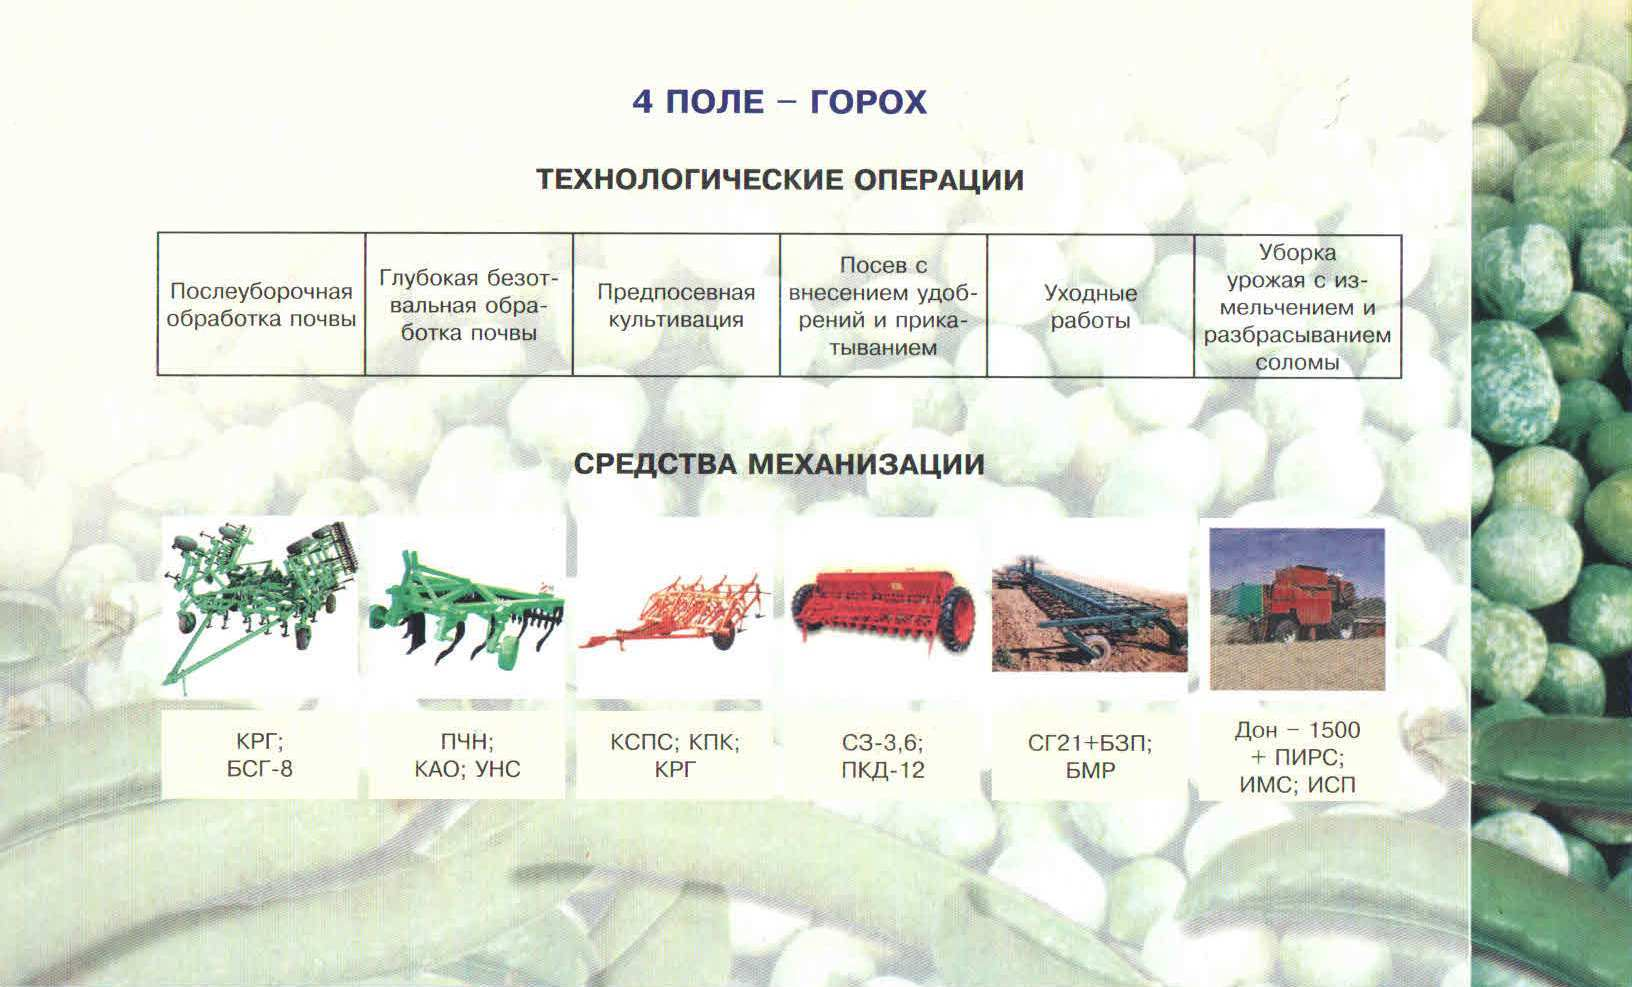 4 ПОЛЕ – ГОРОХ
ТЕХНОЛОГИЧЕСКИЕ ОПЕРАЦИИ
Послеуборочная
обработка почвы
Глубокая безот-
вальная обра-
ботка почвы
Предпосевная
культивация
Посев с
внесением удоб-
рений и прика-
тыванием
Уходные
работы
Уборка
урожая с из-
мельчением и
разбрасыванием
соломы
СРЕДСТВА МЕХАНИЗАЦИИ
КРГ;
БСГ-8
ПЧН;
КАО; УНС
КСПС; КПК;
КРГ
СЗ-3,6;
ПКД-12
СГ21+БЗП;
БМР
Дон – 1500
+ ПИРС;
ИМС; ИСП